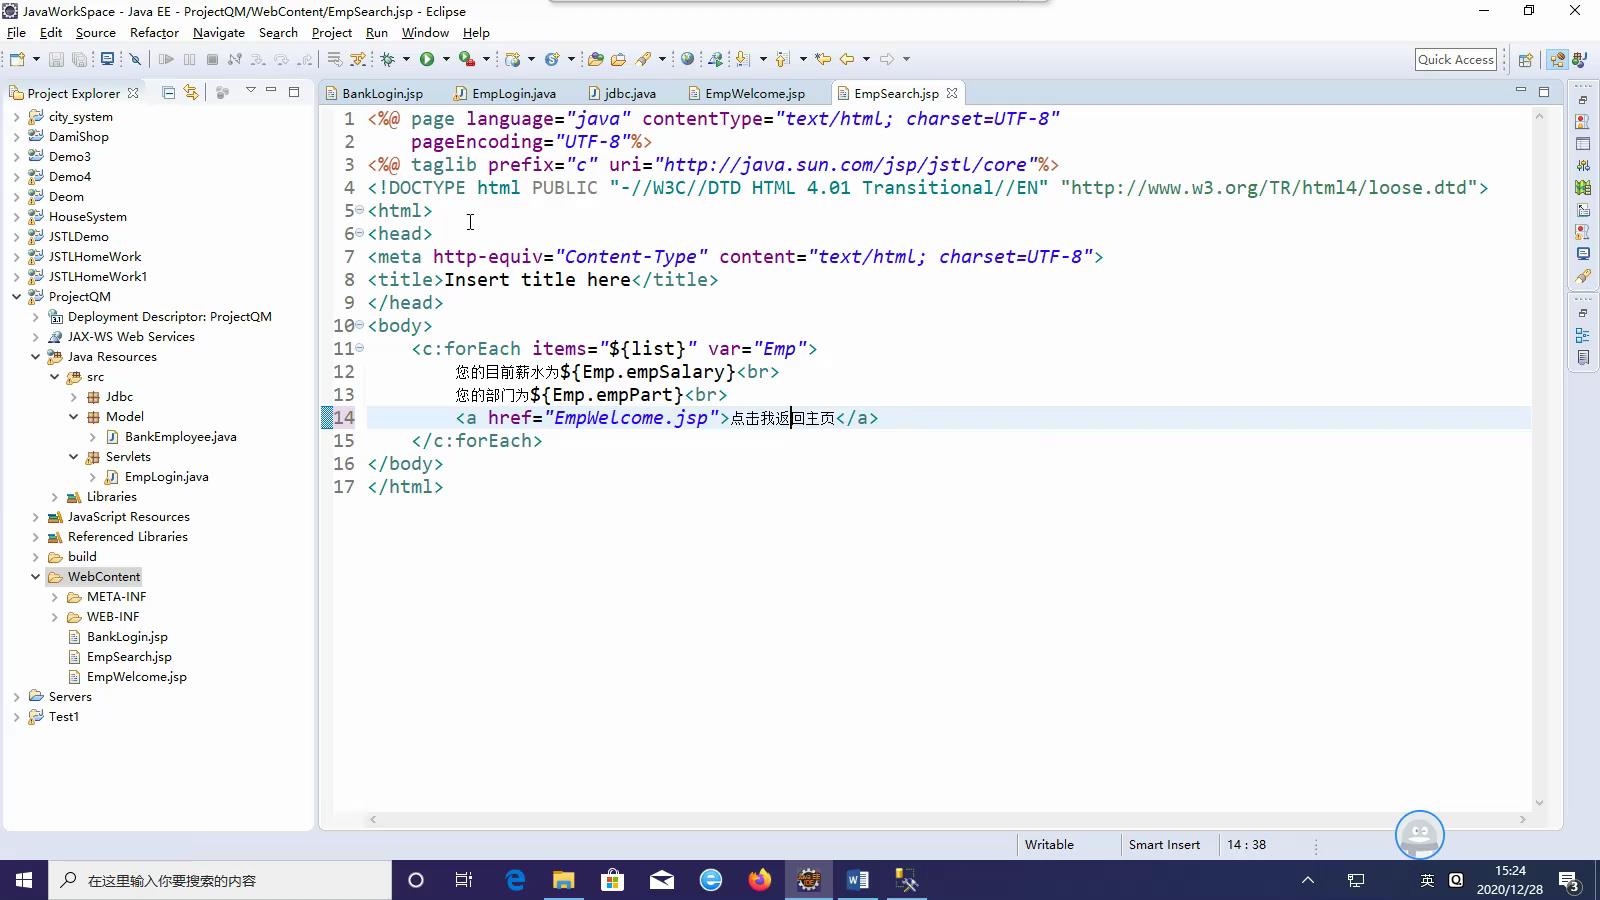 JavaWorkSpace - Java EE - ProjectQM/WebContent/EmpSearch.jsp - Eclipse
File Edit Source Refactor Navigate Search Project Run Window Help
Quick Access
Project Explorer
BankLogin.jsp EmpLogin.java jdbc.java EmpWelcome.jsp EmpSearch.jsp
city_system
DamiShop
Demo3
Demo4
Deom
HouseSystem
JSTLDemo
JSTLHomeWork
JSTLHomeWork1
ProjectQM
Deployment Descriptor: ProjectQM
JAX-WS Web Services
Java Resources
src
Jdbc
Model
BankEmployee.java
Servlets
EmpLogin.java
Libraries
JavaScript Resources
Referenced Libraries
build
WebContent
META-INF
WEB-INF
BankLogin.jsp
EmpSearch.jsp
EmpWelcome.jsp
Servers
Test1
1 <%@ page language="java" contentType="text/html; charset=UTF-8"
2 pageEncoding="UTF-8"%>
3 <%@ taglib prefix="c" uri="http://java.sun.com/jsp/jstl/core"%>
4 <!DOCTYPE html PUBLIC "-//W3C//DTD HTML 4.01 Transitional//EN" "http://www.w3.org/TR/html4/loose.dtd">
5 <html>
6 <head>
7 <meta http-equiv="Content-Type" content="text/html; charset=UTF-8">
8 <title>Insert title here</title>
9 </head>
10 <body>
11 <c:forEach items="${list}" var="Emp">
12 您的目前薪水为${Emp.empSalary}<br>
13 您的部门为${Emp.empPart}<br>
14 <a href="EmpWelcome.jsp">点击我返回主页</a>
15 </c:forEach>
16 </body>
17 </html>
Writable Smart Insert 14 : 38
在这里输入你要搜索的内容
英
15:24
2020/12/28
3